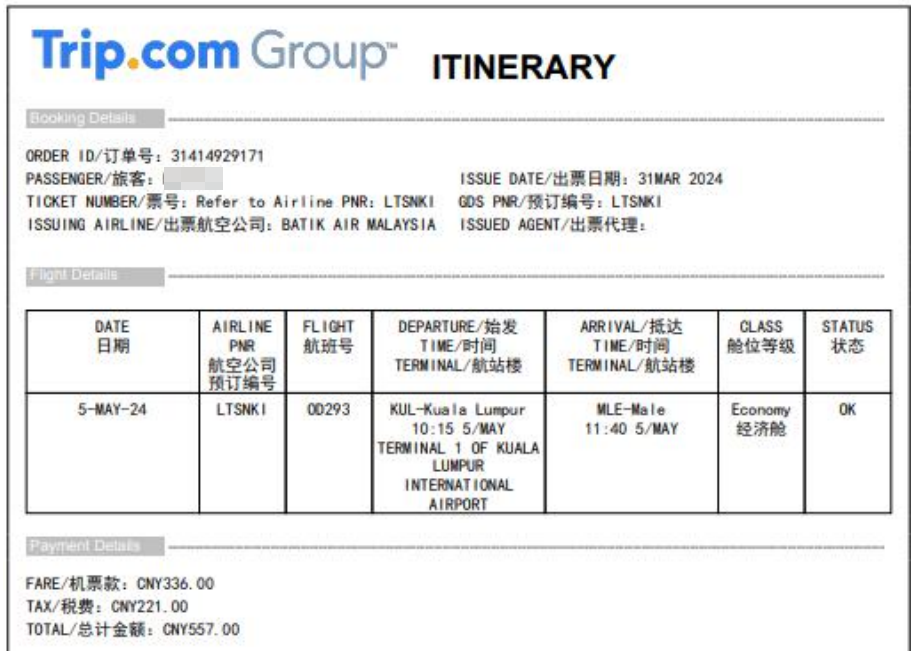 Trip.com Group™ ITINERARY
Booking Details
ORDER ID/订单号: 31414929171
PASSENGER/旅客:
ISSUE DATE/出票日期: 31MAR 2024
TICKET NUMBER/票号: Refer to Airline PNR: LTSNKI
GDS PNR/预订编号: LTSNKI
ISSUING AIRLINE/出票航空公司: BATIK AIR MALAYSIA
ISSUED AGENT/出票代理:
Flight Details
DATE
日期
AIRLINE
PNR
航空公司
预订编号
FLIGHT
航班号
DEPARTURE/始发
TIME/时间
TERMINAL/航站楼
ARRIVAL/抵达
TIME/时间
TERMINAL/航站楼
CLASS
舱位等级
STATUS
状态
5-MAY-24
LTSNKI
OD293
KUL-Kuala Lumpur
10:15 5/MAY
TERMINAL 1 OF KUALA
LUMPUR
INTERNATIONAL
AIRPORT
MLE-Male
11:40 5/MAY
Economy
经济舱
OK
Payment Details
FARE/机票款: CNY336.00
TAX/税费: CNY221.00
TOTAL/总计金额: CNY557.00